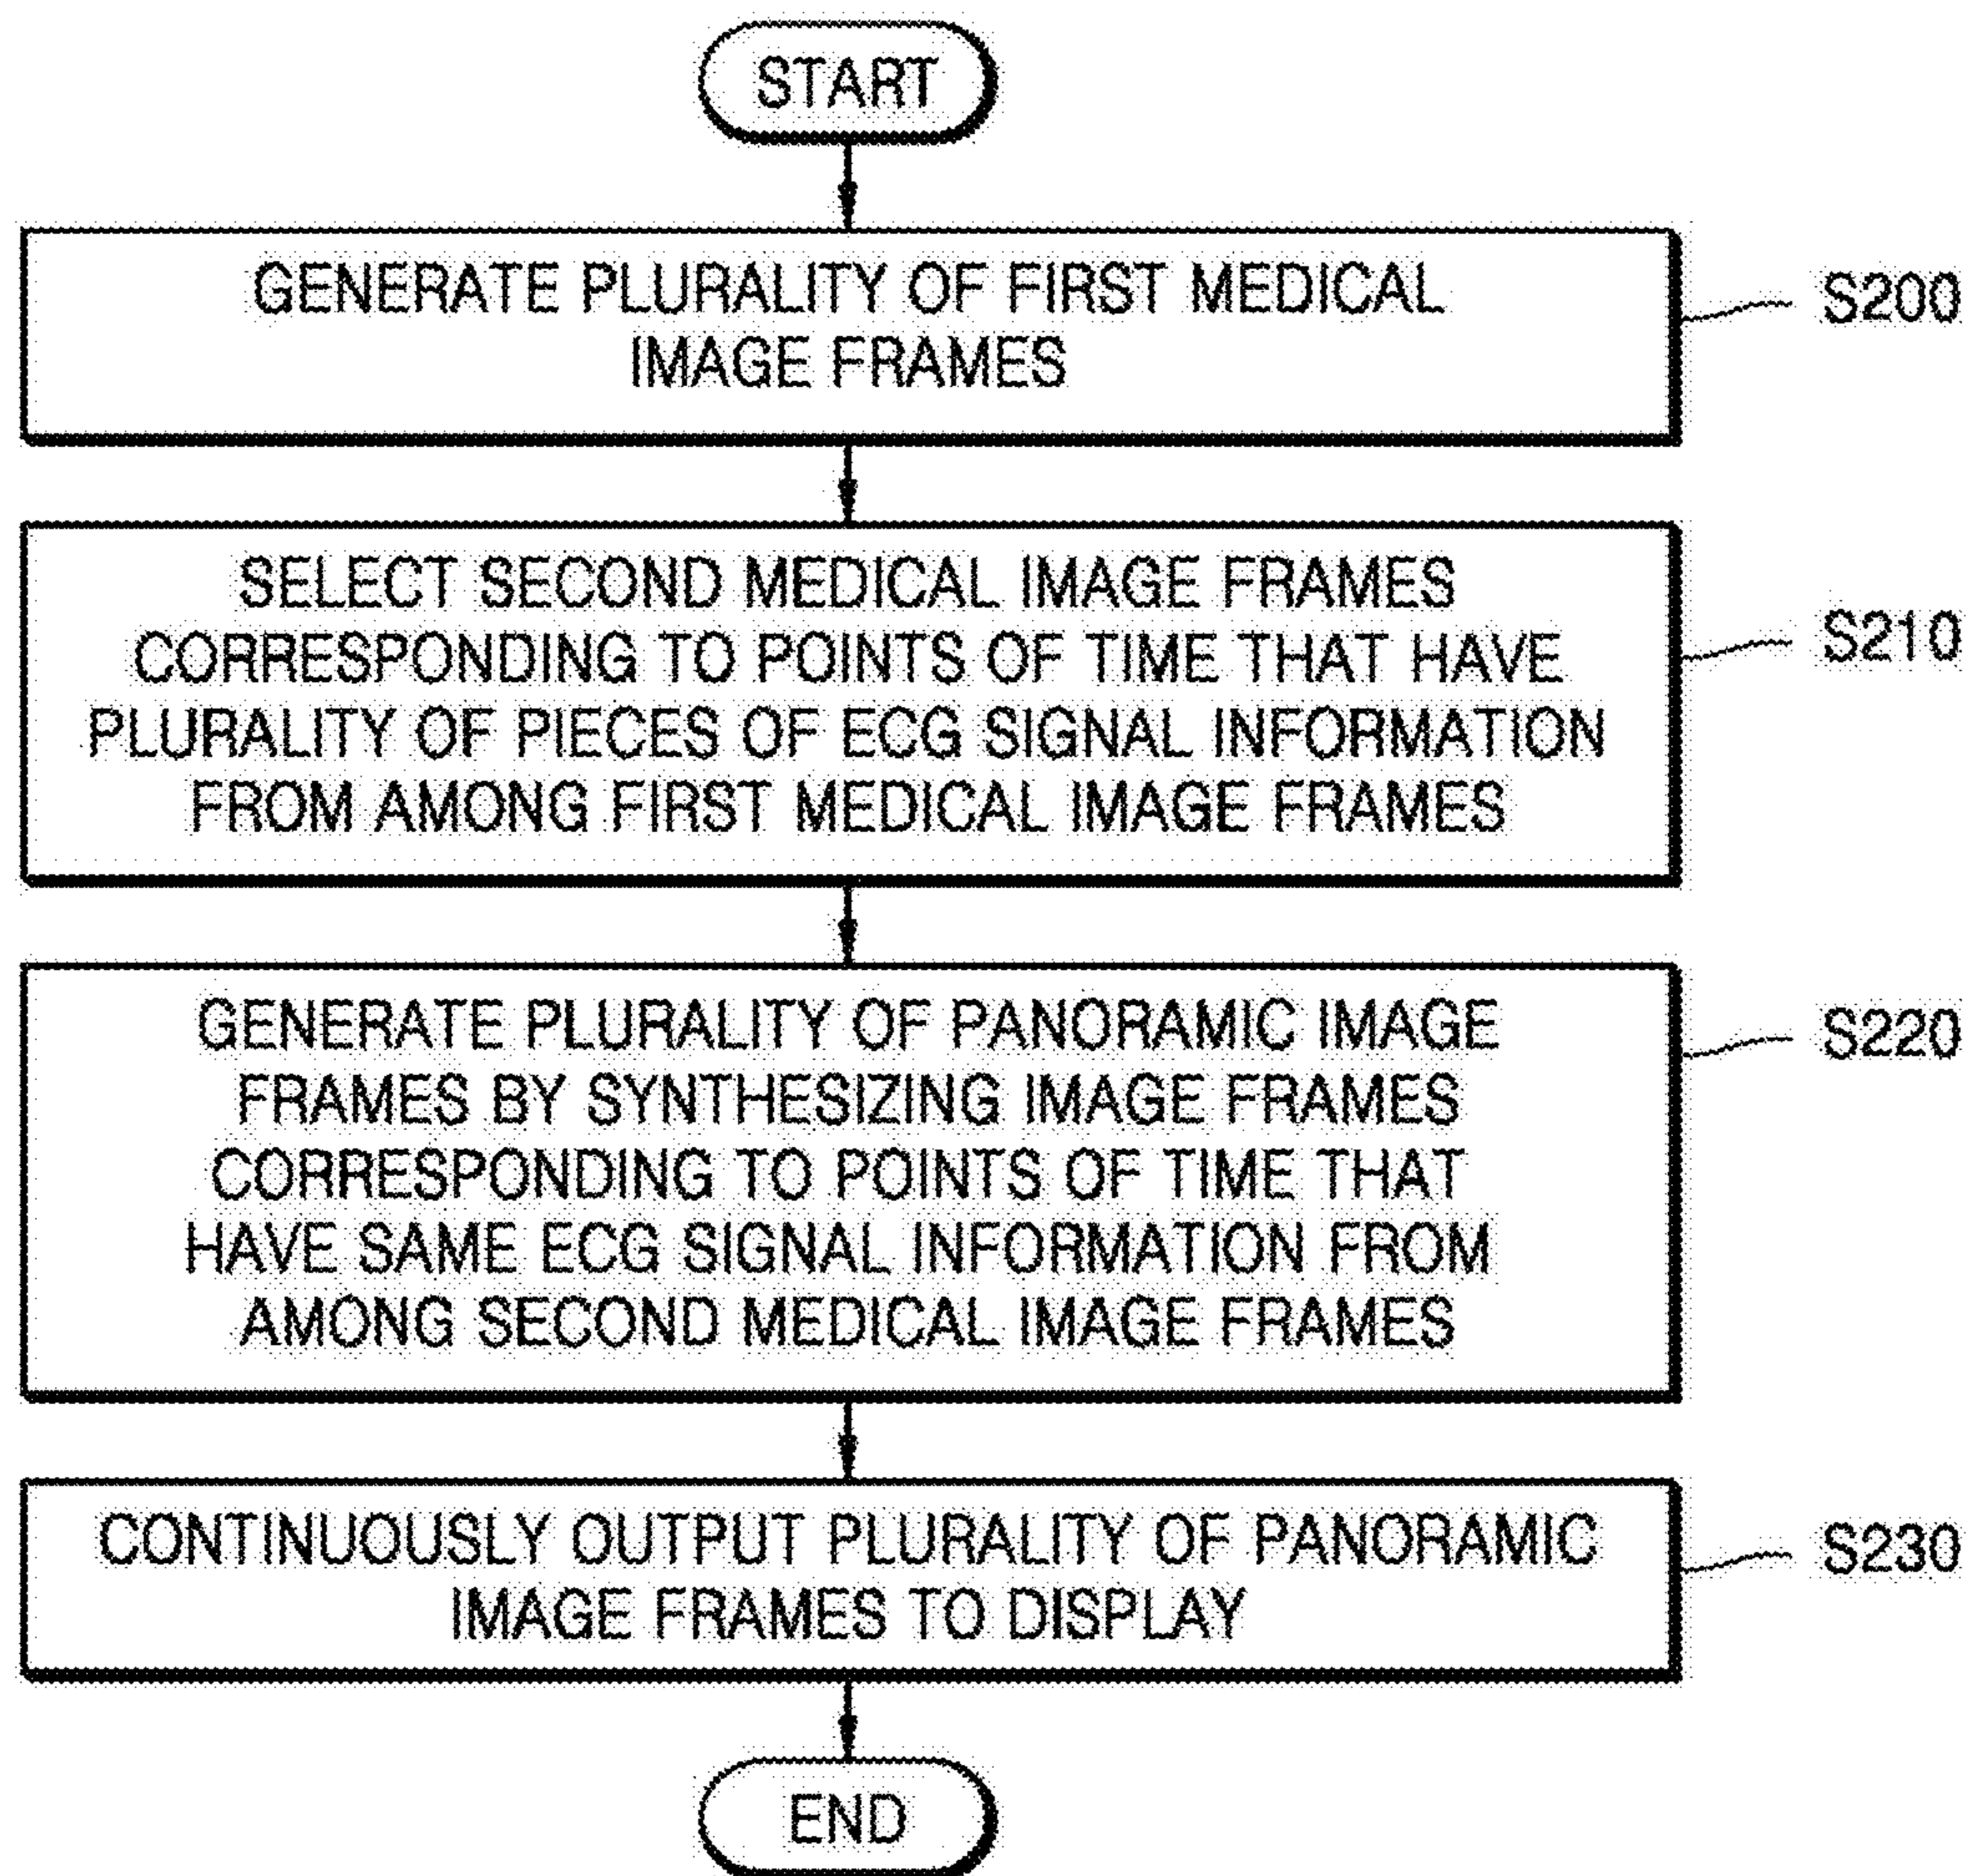 START
GENERATE PLURALITY OF FIRST MEDICAL
IMAGE FRAMES
S200
SELECT SECOND MEDICAL IMAGE FRAMES
CORRESPONDING TO POINTS OF TIME THAT HAVE
PLURALITY OF PIECES OF ECG SIGNAL INFORMATION
FROM AMONG FIRST MEDICAL IMAGE FRAMES
S210
GENERATE PLURALITY OF PANORAMIC IMAGE
FRAMES BY SYNTHESIZING IMAGE FRAMES
CORRESPONDING TO POINTS OF TIME THAT
HAVE SAME ECG SIGNAL INFORMATION FROM
AMONG SECOND MEDICAL IMAGE FRAMES
S220
CONTINUOUSLY OUTPUT PLURALITY OF PANORAMIC
IMAGE FRAMES TO DISPLAY
S230
END